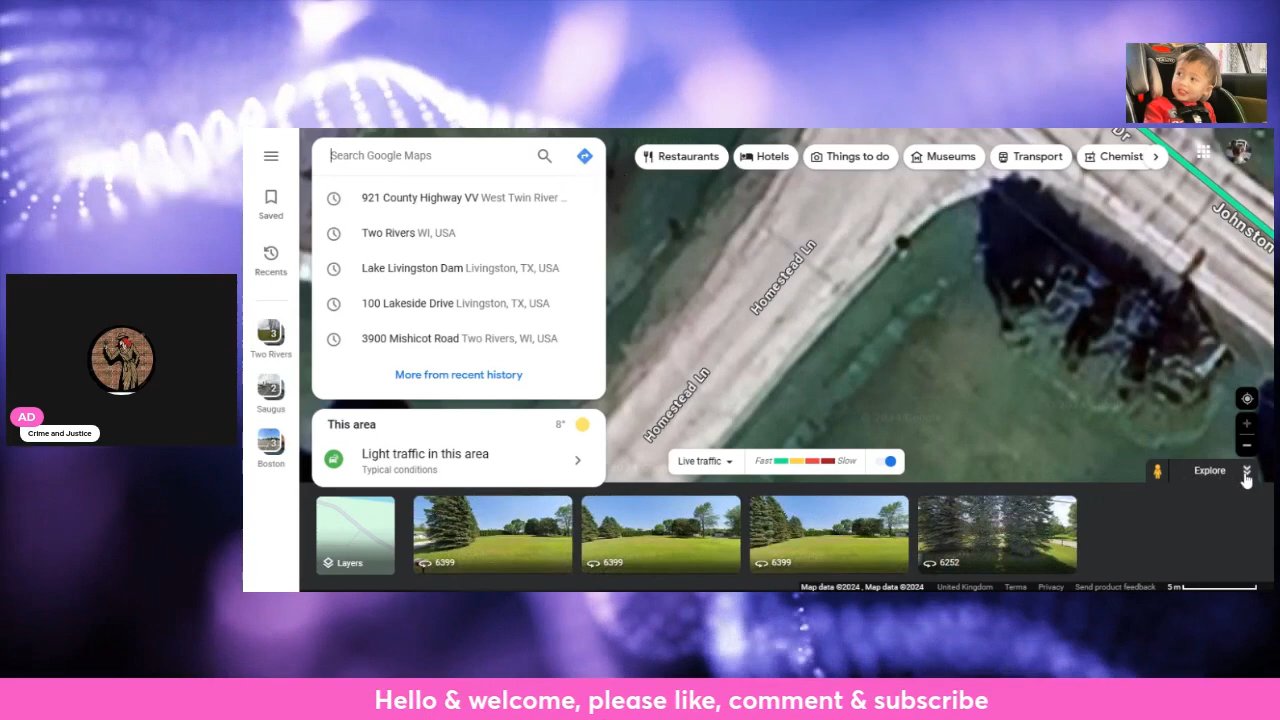 Search Google Maps
Restaurants
Hotels
Things to do
Museums
Transport
Chemist
Dr
Johnston
Saved
Recents
3
Two Rivers
2
Saugus
3
Boston
921 County Highway VV West Twin River ...
Two Rivers WI, USA
Lake Livingston Dam Livingston, TX, USA
100 Lakeside Drive Livingston, TX, USA
3900 Mishicot Road Two Rivers, WI, USA
More from recent history
This area 8°
Light traffic in this area
Typical conditions
Homestead Ln
Homestead Ln
Live traffic Fast Slow
Explore
Layers
6399
6399
6399
6252
Map data ©2024 , Map data ©2024 United Kingdom Terms Privacy Send product feedback 5 m
AD
Crime and Justice
Hello & welcome, please like, comment & subscribe